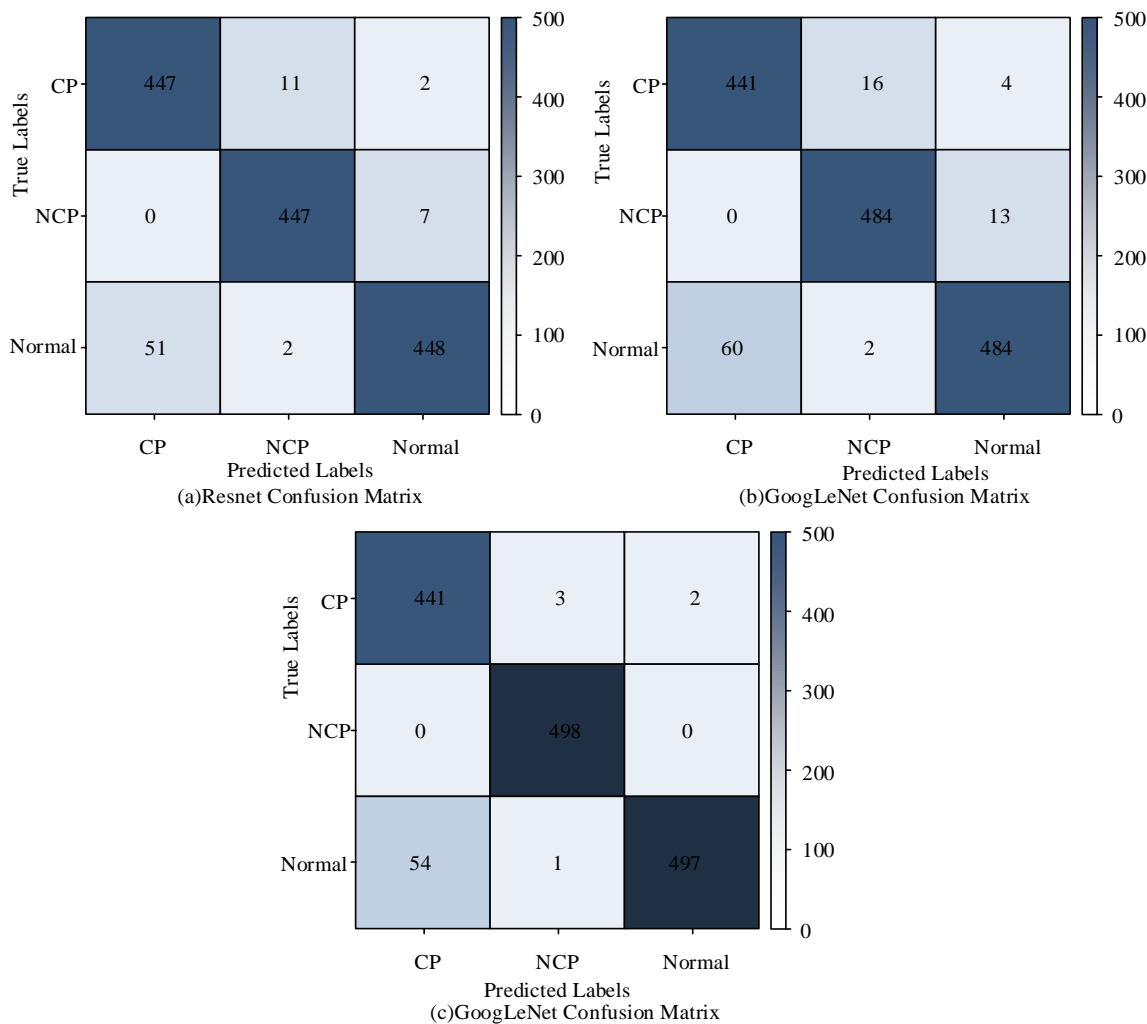 500
400
300
200
100
0
True Labels
CP
NCP
Normal
447 11 2
0 447 7
51 2 448
CP NCP Normal
Predicted Labels
(a)Resnet Confusion Matrix
500
400
300
200
100
0
True Labels
CP
NCP
Normal
441 16 4
0 484 13
60 2 484
CP NCP Normal
Predicted Labels
(b)GoogLeNet Confusion Matrix
500
400
300
200
100
0
True Labels
CP
NCP
Normal
441 3 2
0 498 0
54 1 497
CP NCP Normal
Predicted Labels
(c)GoogLeNet Confusion Matrix